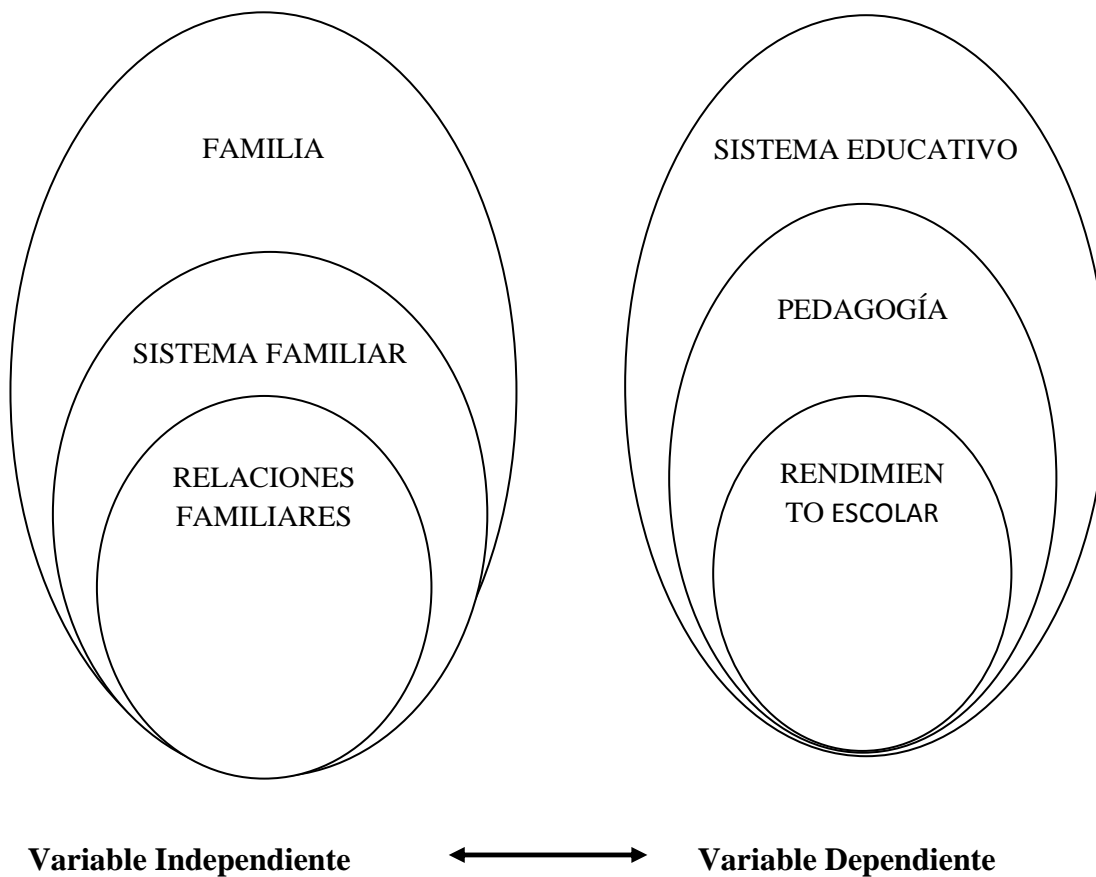 FAMILIA
SISTEMA FAMILIAR
RELACIONES
FAMILIARES
SISTEMA EDUCATIVO
PEDAGOGÍA
RENDIMIEN
TO ESCOLAR
Variable Independiente
Variable Dependiente